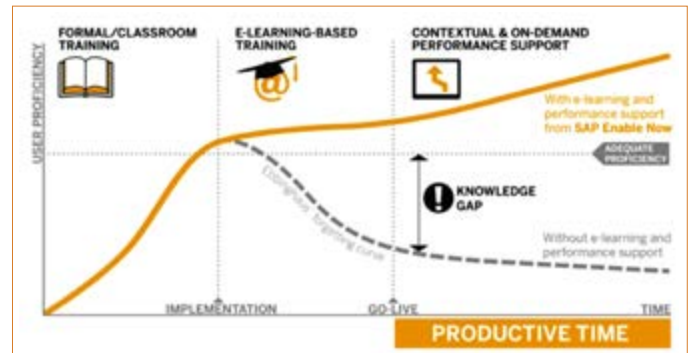 FORMAL/CLASSROOM
TRAINING
E-LEARNING-BASED
TRAINING
CONTEXTUAL & ON-DEMAND
PERFORMANCE SUPPORT
@
USER PROFICIENCY
With e-learning and
performance support
from SAP Enable Now
ADEQUATE
PROFICIENCY
KNOWLEDGE
GAP
Without e-learning and
performance support
IMPLEMENTATION
GO-LIVE
TIME
PRODUCTIVE TIME